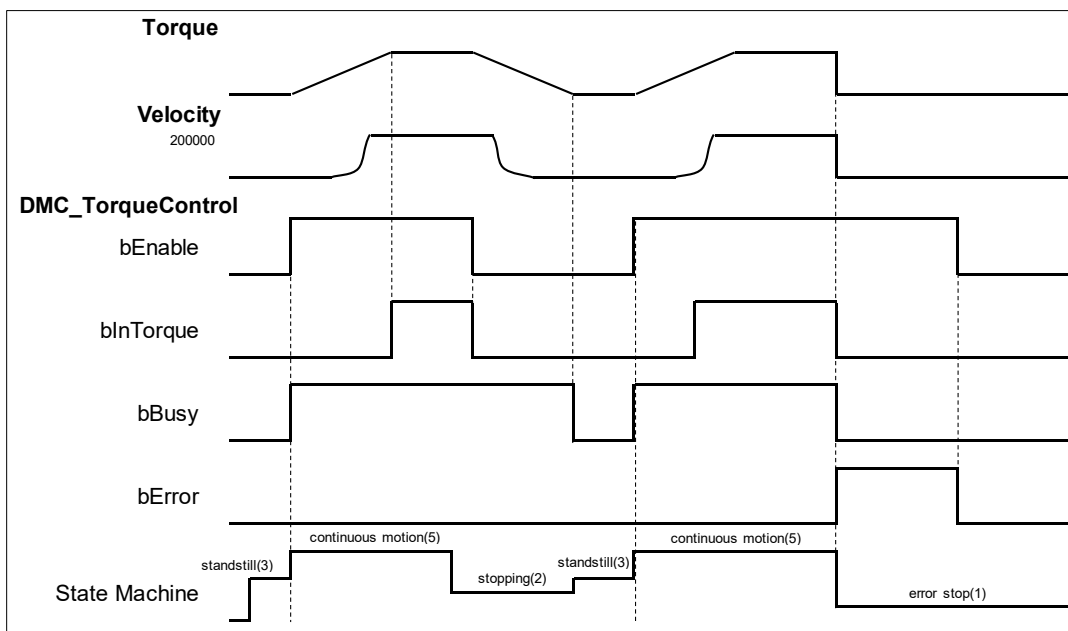 Torque
Velocity
200000
DMC_TorqueControl
bEnable
bInTorque
bBusy
bError
continuous motion(5) continuous motion(5)
standstill(3) standstill(3)
State Machine stopping(2) error stop(1)